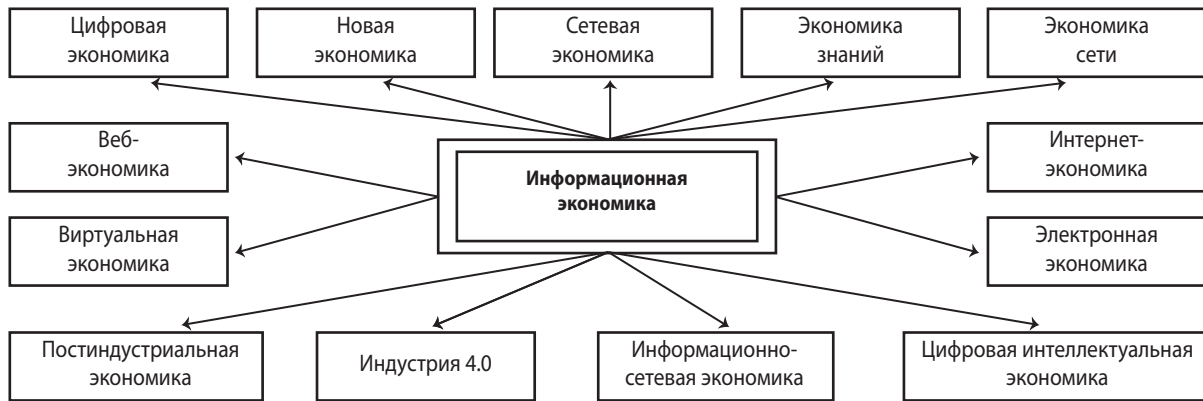 Цифровая
экономика
Новая
экономика
Сетевая
экономика
Экономика
знаний
Экономика
сети
Веб-
экономика
Информационная
экономика
Интернет-
экономика
Виртуальная
экономика
Электронная
экономика
Постиндустриальная
экономика
Индустрия 4.0
Информационно-
сетевая экономика
Цифровая интеллектуальная
экономика